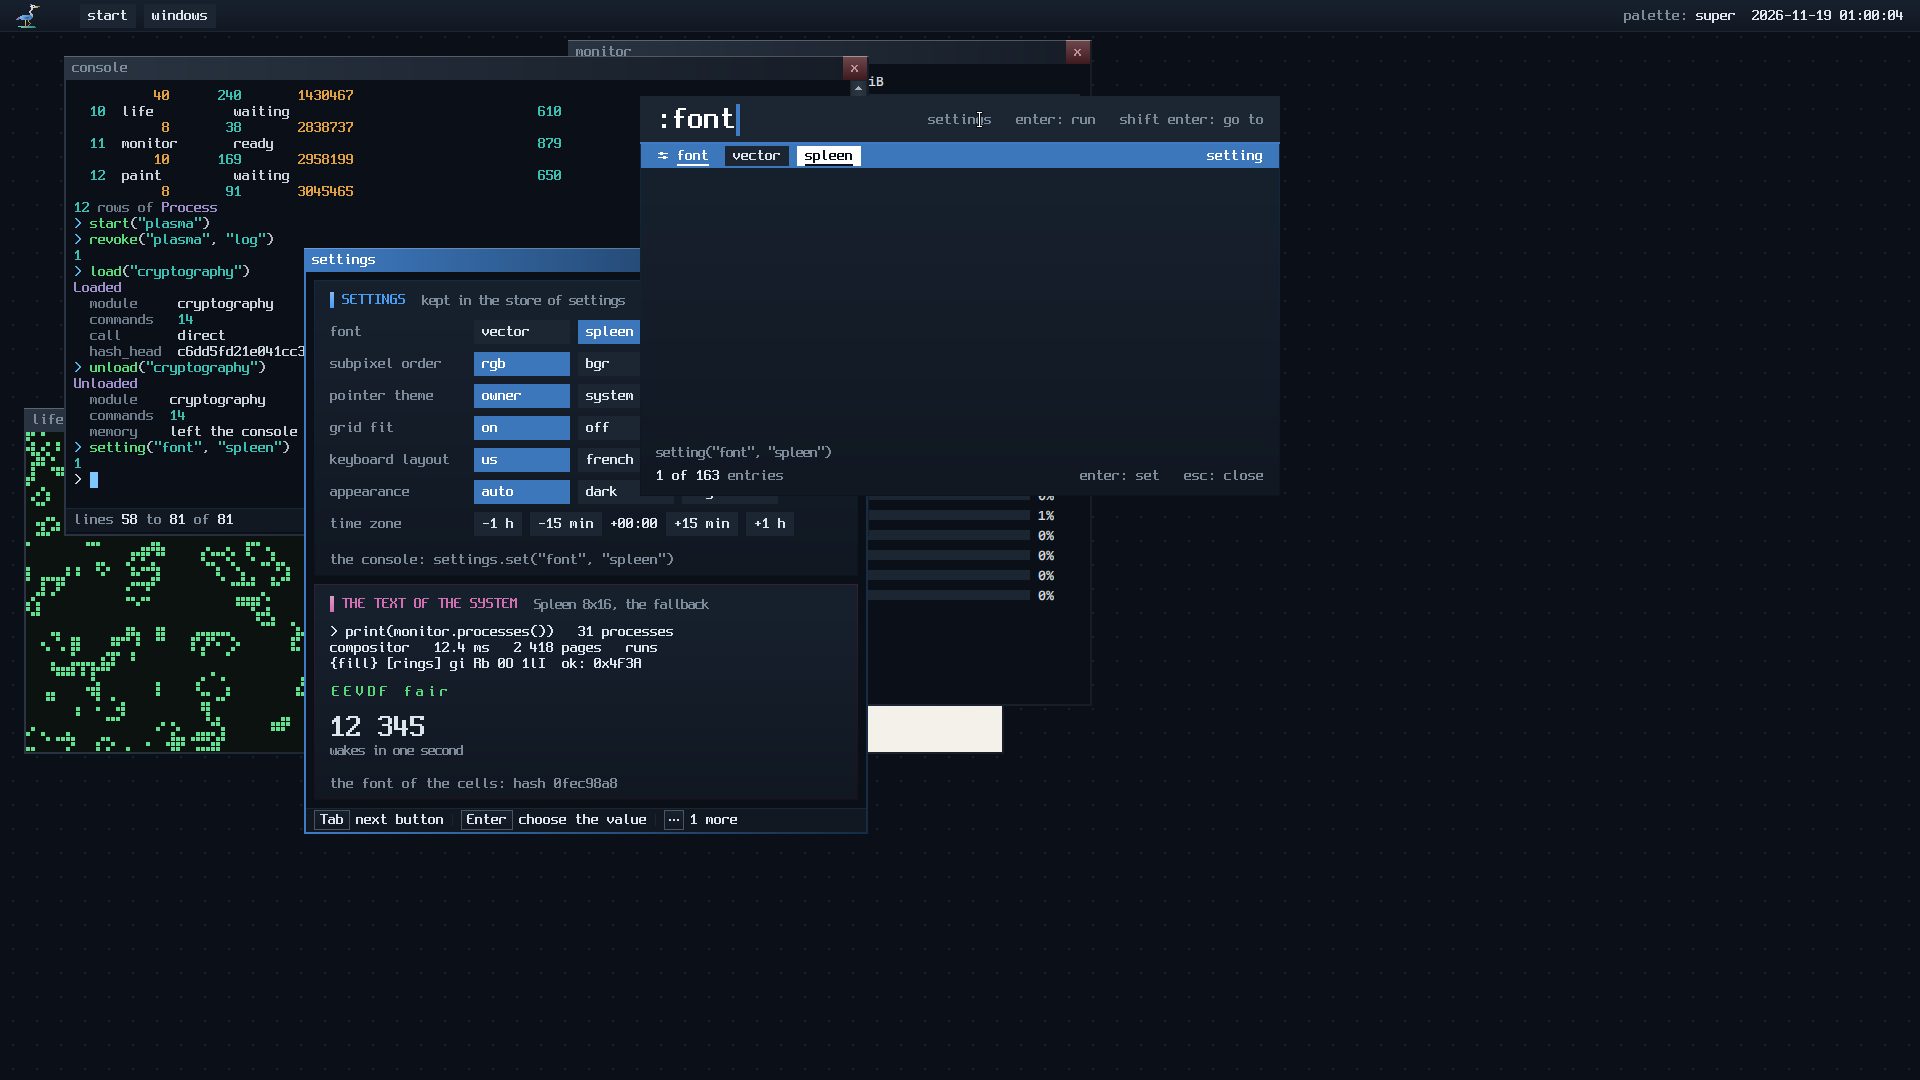 start windows palette: super 2026-11-19 01:00:04
monitor
console
iB
40 240 1430467
10 life waiting 610
8 38 2838737
11 monitor ready 879
10 169 2958199
12 paint waiting 650
8 91 3045465
12 rows of Process
> start("plasma")
> revoke("plasma", "log")
1
> load("cryptography")
Loaded
module cryptography
commands 14
call direct
hash_head c6dd5fd21e041cc3
> unload("cryptography")
Unloaded
module cryptography
commands 14
memory left the console
> setting("font", "spleen")
1
>
lines 58 to 81 of 81
:font settings enter: run shift enter: go to
font vector spleen setting
setting("font", "spleen")
1 of 163 entries enter: set esc: close
life
settings
SETTINGS kept in the store of settings
font vector spleen
subpixel order rgb bgr
pointer theme owner system
grid fit on off
keyboard layout us french
appearance auto dark
time zone -1 h -15 min +00:00 +15 min +1 h
the console: settings.set("font", "spleen")
THE TEXT OF THE SYSTEM Spleen 8x16, the fallback
> print(monitor.processes()) 31 processes
compositor 12.4 ms 2 418 pages runs
{fill} [rings] gi Rb 0O 1lI ok: 0x4F3A
EEVDF fair
12 345
wakes in one second
the font of the cells: hash 0fec98a8
Tab next button Enter choose the value ... 1 more
1%
0%
0%
0%
0%